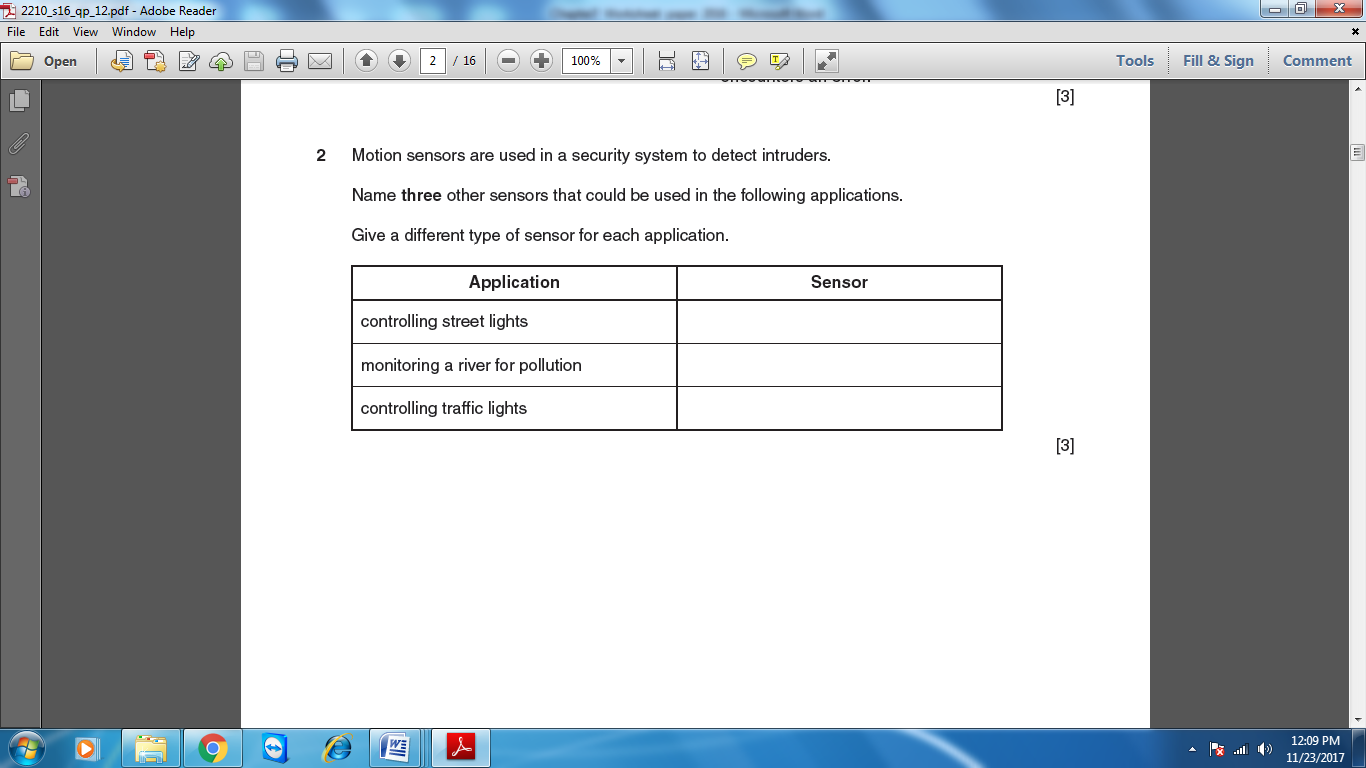 2210_s16_qp_12.pdf - Adobe Reader
File Edit View Window Help
Open 2 / 16 100% Tools Fill & Sign Comment
encounters an error
[3]
2 Motion sensors are used in a security system to detect intruders.
Name three other sensors that could be used in the following applications.
Give a different type of sensor for each application.
Application Sensor
controlling street lights
monitoring a river for pollution
controlling traffic lights
[3]
12:09 PM
11/23/2017